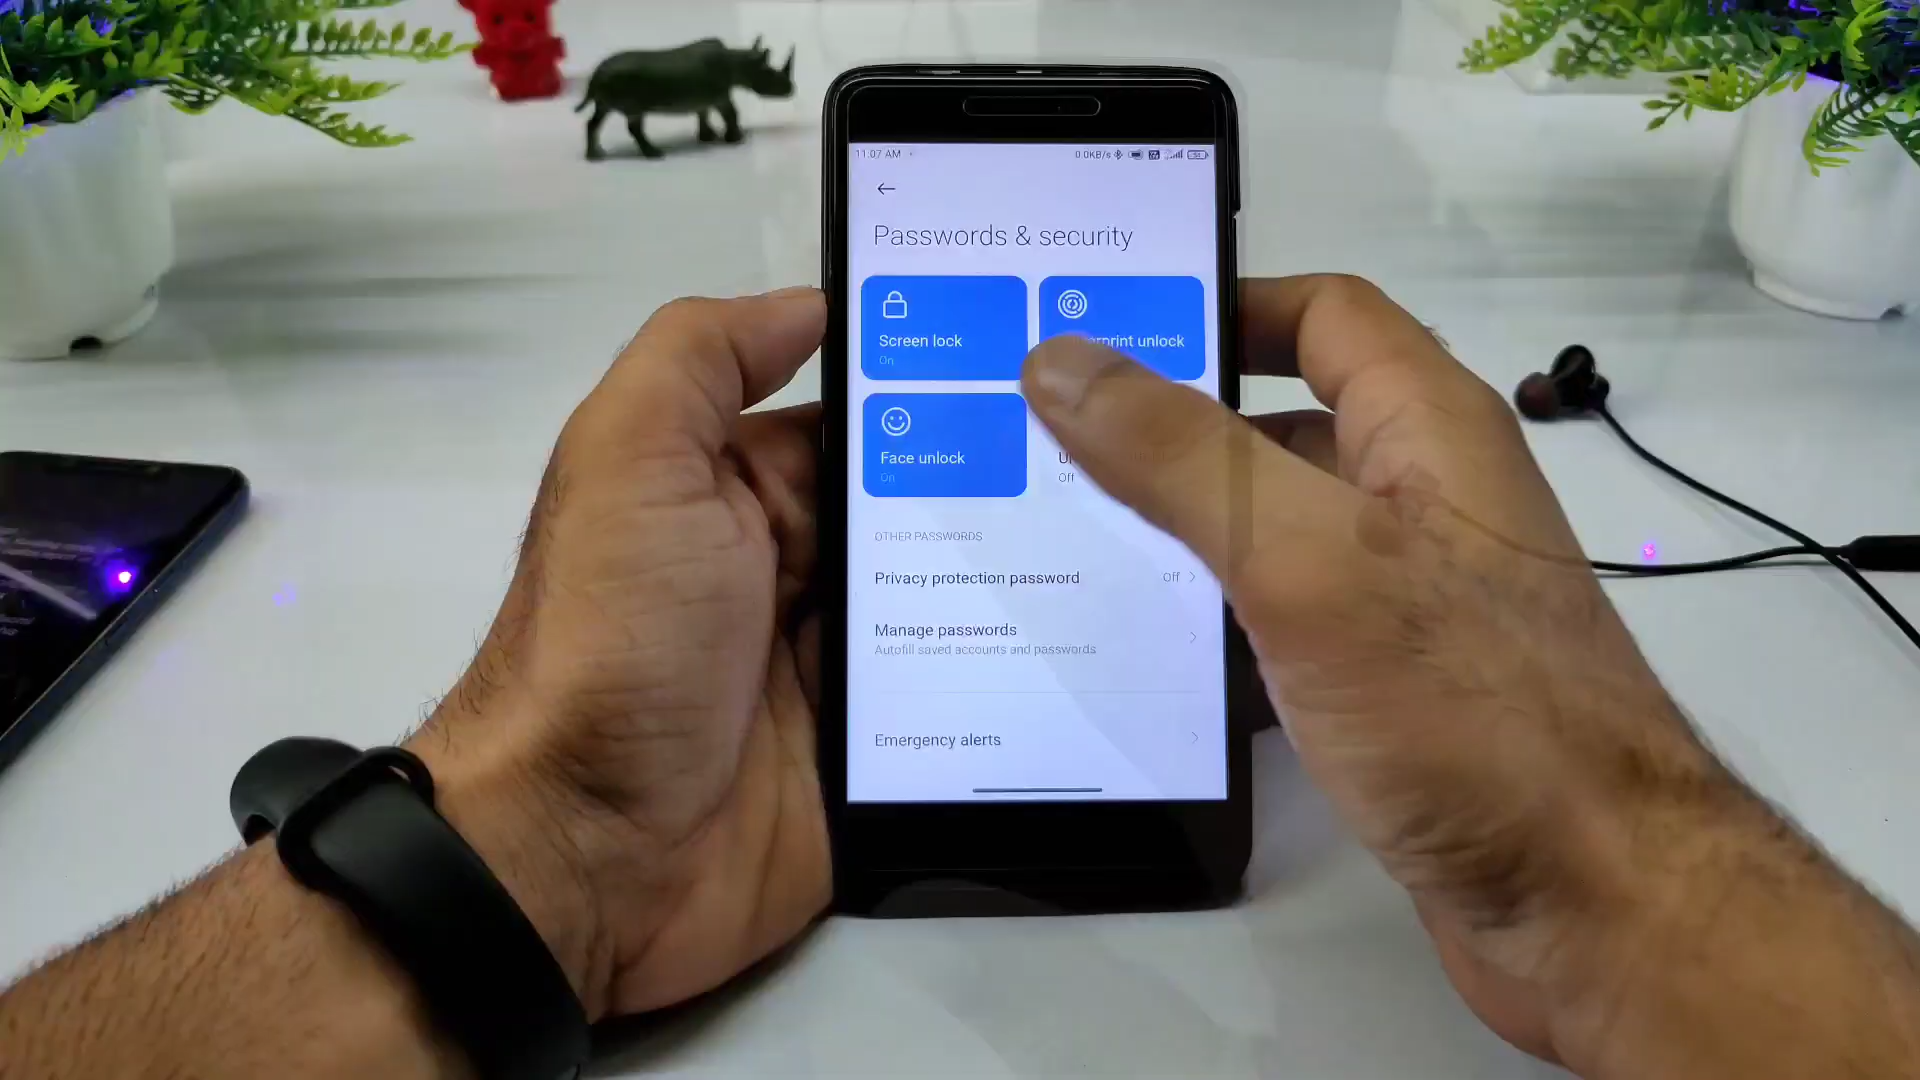 11:07 AM
0.0KB/s
Passwords & security
Screen lock
On
unlock
Face unlock
On
Off
OTHER PASSWORDS
Privacy protection password
Off
Manage passwords
Autofill saved accounts and passwords
Emergency alerts